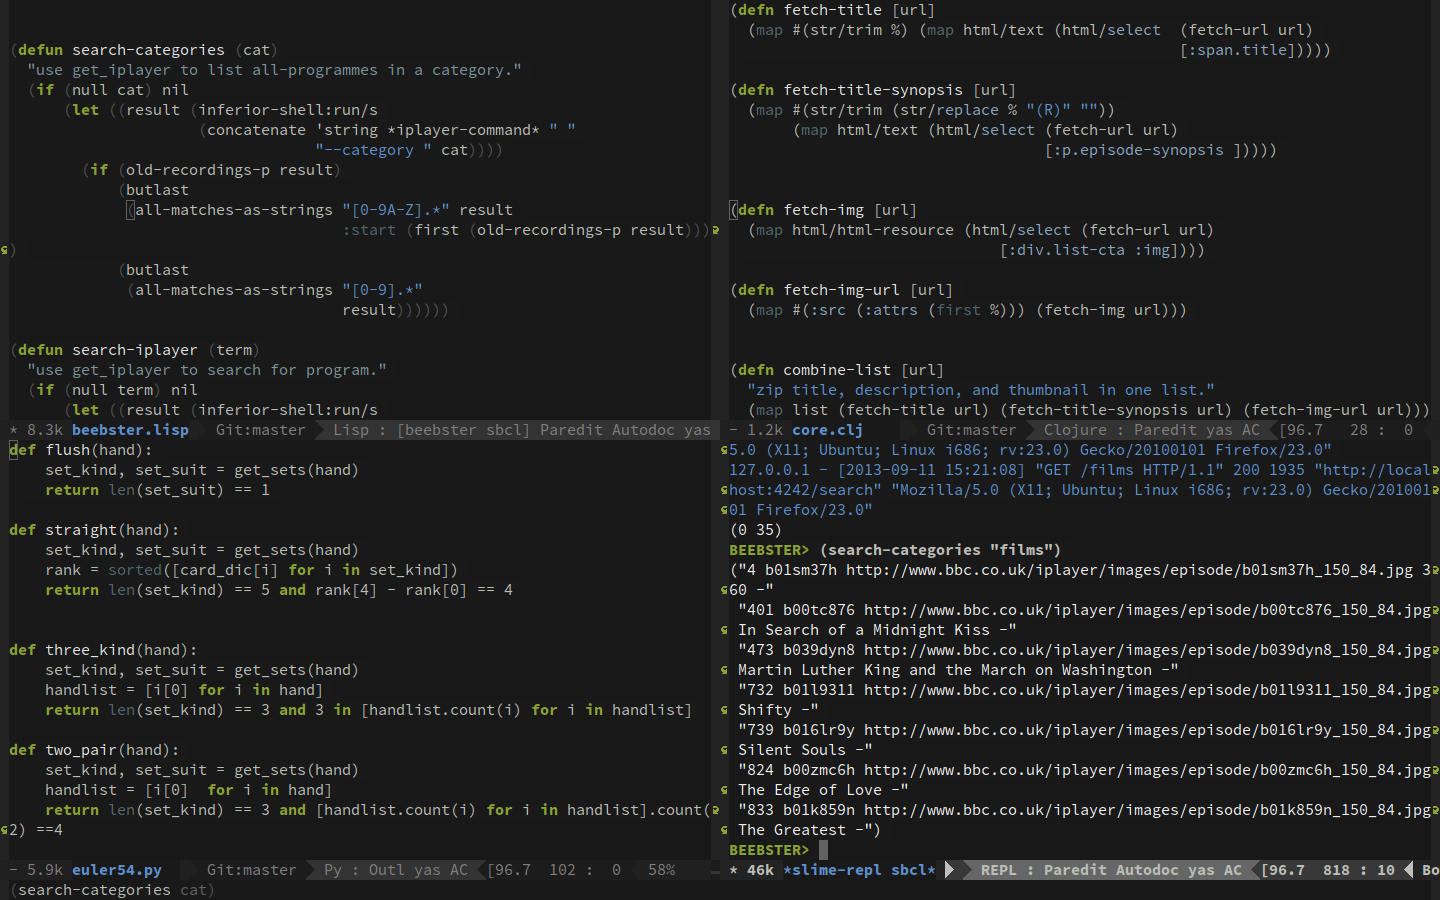 (defun search-categories (cat)
  "use get_iplayer to list all-programmes in a category."
  (if (null cat) nil
      (let ((result (inferior-shell:run/s
                     (concatenate 'string *iplayer-command* " "
                                  "--category " cat))))
        (if (old-recordings-p result)
            (butlast
             (all-matches-as-strings "[0-9A-Z].*" result
                                     :start (first (old-recordings-p result)))
)
            (butlast
             (all-matches-as-strings "[0-9].*"
                                     result))))))
(defun search-iplayer (term)
  "use get_iplayer to search for program."
  (if (null term) nil
      (let ((result (inferior-shell:run/s
* 8.3k beebster.lisp Git:master Lisp : [beebster sbcl] Paredit Autodoc yas
(defn fetch-title [url]
  (map #(str/trim %) (map html/text (html/select  (fetch-url url)
                                                  [:span.title]))))
(defn fetch-title-synopsis [url]
  (map #(str/trim (str/replace % "(R)" ""))
       (map html/text (html/select (fetch-url url)
                                   [:p.episode-synopsis ]))))
(defn fetch-img [url]
  (map html/html-resource (html/select (fetch-url url)
                              [:div.list-cta :img])))
(defn fetch-img-url [url]
  (map #(:src (:attrs (first %))) (fetch-img url)))
(defn combine-list [url]
  "zip title, description, and thumbnail in one list."
  (map list (fetch-title url) (fetch-title-synopsis url) (fetch-img-url url)))
- 1.2k core.clj Git:master Clojure : Paredit yas AC [96.7 28 : 0
def flush(hand):
    set_kind, set_suit = get_sets(hand)
    return len(set_suit) == 1
def straight(hand):
    set_kind, set_suit = get_sets(hand)
    rank = sorted([card_dic[i] for i in set_kind])
    return len(set_kind) == 5 and rank[4] - rank[0] == 4
def three_kind(hand):
    set_kind, set_suit = get_sets(hand)
    handlist = [i[0] for i in hand]
    return len(set_kind) == 3 and 3 in [handlist.count(i) for i in handlist]
def two_pair(hand):
    set_kind, set_suit = get_sets(hand)
    handlist = [i[0]  for i in hand]
    return len(set_kind) == 3 and [handlist.count(i) for i in handlist].count(
2) ==4
- 5.9k euler54.py Git:master Py : Outl yas AC [96.7 102 : 0 58%
5.0 (X11; Ubuntu; Linux i686; rv:23.0) Gecko/20100101 Firefox/23.0"
127.0.0.1 - [2013-09-11 15:21:08] "GET /films HTTP/1.1" 200 1935 "http://local
host:4242/search" "Mozilla/5.0 (X11; Ubuntu; Linux i686; rv:23.0) Gecko/201001
01 Firefox/23.0"
(0 35)
BEEBSTER> (search-categories "films")
("4 b01sm37h http://www.bbc.co.uk/iplayer/images/episode/b01sm37h_150_84.jpg 3
60 -"
 "401 b00tc876 http://www.bbc.co.uk/iplayer/images/episode/b00tc876_150_84.jpg
 In Search of a Midnight Kiss -"
 "473 b039dyn8 http://www.bbc.co.uk/iplayer/images/episode/b039dyn8_150_84.jpg
 Martin Luther King and the March on Washington -"
 "732 b01l9311 http://www.bbc.co.uk/iplayer/images/episode/b01l9311_150_84.jpg
 Shifty -"
 "739 b016lr9y http://www.bbc.co.uk/iplayer/images/episode/b016lr9y_150_84.jpg
 Silent Souls -"
 "824 b00zmc6h http://www.bbc.co.uk/iplayer/images/episode/b00zmc6h_150_84.jpg
 The Edge of Love -"
 "833 b01k859n http://www.bbc.co.uk/iplayer/images/episode/b01k859n_150_84.jpg
 The Greatest -")
BEEBSTER>
* 46k *slime-repl sbcl* REPL : Paredit Autodoc yas AC [96.7 818 : 10 Bo
(search-categories cat)